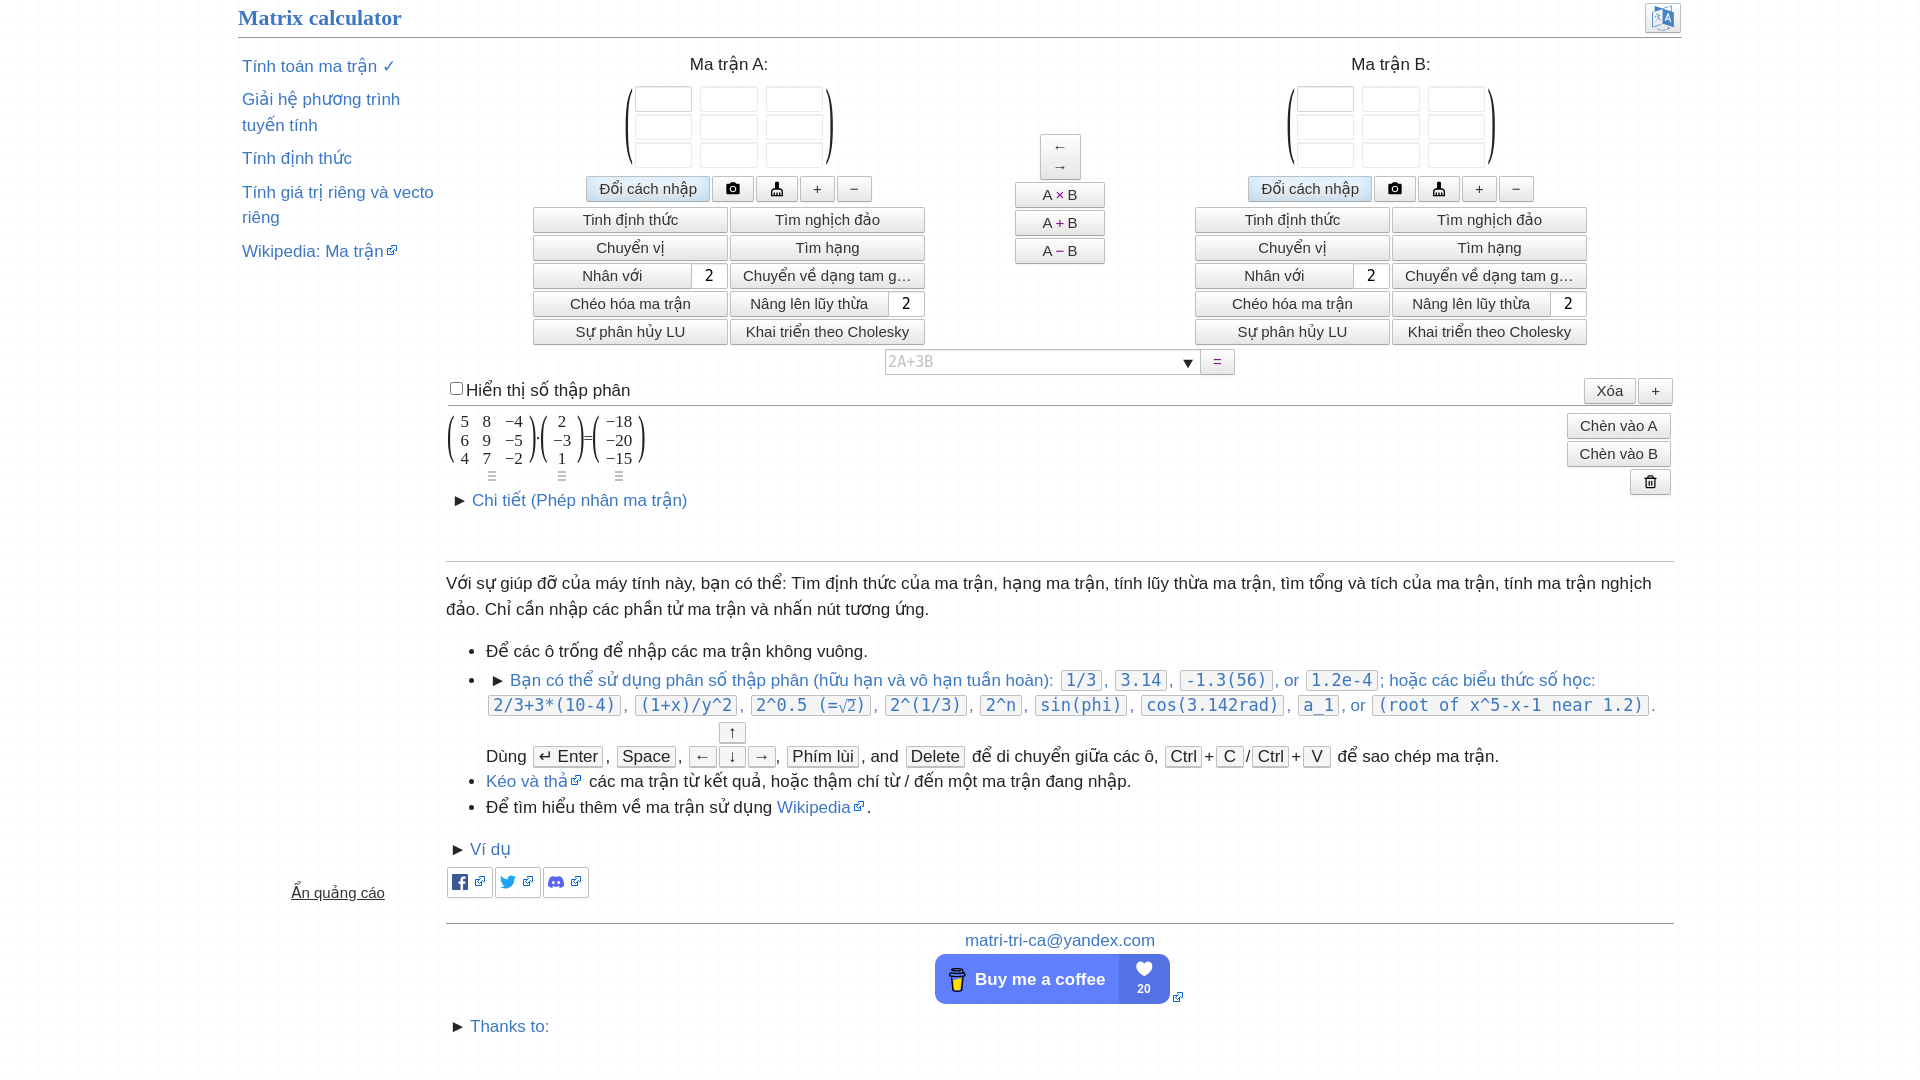 Matrix calculator
Tính toán ma trận ✓
Giải hệ phương trình
tuyến tính
Tính định thức
Tính giá trị riêng và vecto
riêng
Wikipedia: Ma trận
Ma trận A:
Đổi cách nhập + −
Tinh định thức Tìm nghịch đảo
Chuyển vị Tìm hạng
Nhân với 2 Chuyển về dạng tam g…
Chéo hóa ma trận Nâng lên lũy thừa 2
Sự phân hủy LU Khai triển theo Cholesky
←
→
A × B
A + B
A − B
Ma trận B:
Đổi cách nhập + −
Tinh định thức Tìm nghịch đảo
Chuyển vị Tìm hạng
Nhân với 2 Chuyển về dạng tam g…
Chéo hóa ma trận Nâng lên lũy thừa 2
Sự phân hủy LU Khai triển theo Cholesky
2A+3B ▼ =
Hiển thị số thập phân Xóa +
5 8 −4 2 −18
6 9 −5 · −3 = −20
4 7 −2 1 −15
Chèn vào A
Chèn vào B
► Chi tiết (Phép nhân ma trận)
Với sự giúp đỡ của máy tính này, bạn có thể: Tìm định thức của ma trận, hạng ma trận, tính lũy thừa ma trận, tìm tổng và tích của ma trận, tính ma trận nghịch
đảo. Chỉ cần nhập các phần tử ma trận và nhấn nút tương ứng.
• Để các ô trống để nhập các ma trận không vuông.
• ► Bạn có thể sử dụng phân số thập phân (hữu hạn và vô hạn tuần hoàn): 1/3, 3.14, -1.3(56), or 1.2e-4; hoặc các biểu thức số học:
2/3+3*(10-4), (1+x)/y^2, 2^0.5 (=√2), 2^(1/3), 2^n, sin(phi), cos(3.142rad), a_1, or (root of x^5-x-1 near 1.2).
↑
Dùng ↵ Enter, Space, ← ↓ →, Phím lùi, and Delete để di chuyển giữa các ô, Ctrl+C/Ctrl+V để sao chép ma trận.
• Kéo và thả các ma trận từ kết quả, hoặc thậm chí từ / đến một ma trận đang nhập.
• Để tìm hiểu thêm về ma trận sử dụng Wikipedia.
► Ví dụ
Ẩn quảng cáo
matri-tri-ca@yandex.com
Buy me a coffee 20
► Thanks to: